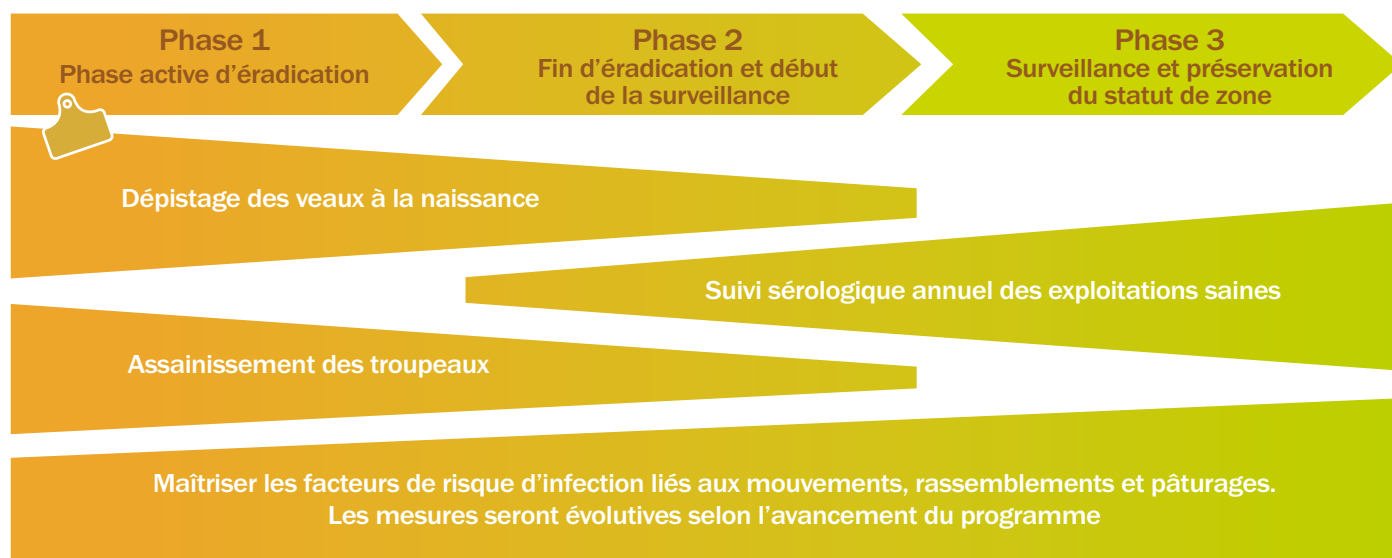 Phase 1
Phase active d’éradication
Phase 2
Fin d’éradication et début
de la surveillance
Phase 3
Surveillance et préservation
du statut de zone
Dépistage des veaux à la naissance
Suivi sérologique annuel des exploitations saines
Assainissement des troupeaux
Maîtriser les facteurs de risque d’infection liés aux mouvements, rassemblements et pâturages.
Les mesures seront évolutives selon l’avancement du programme